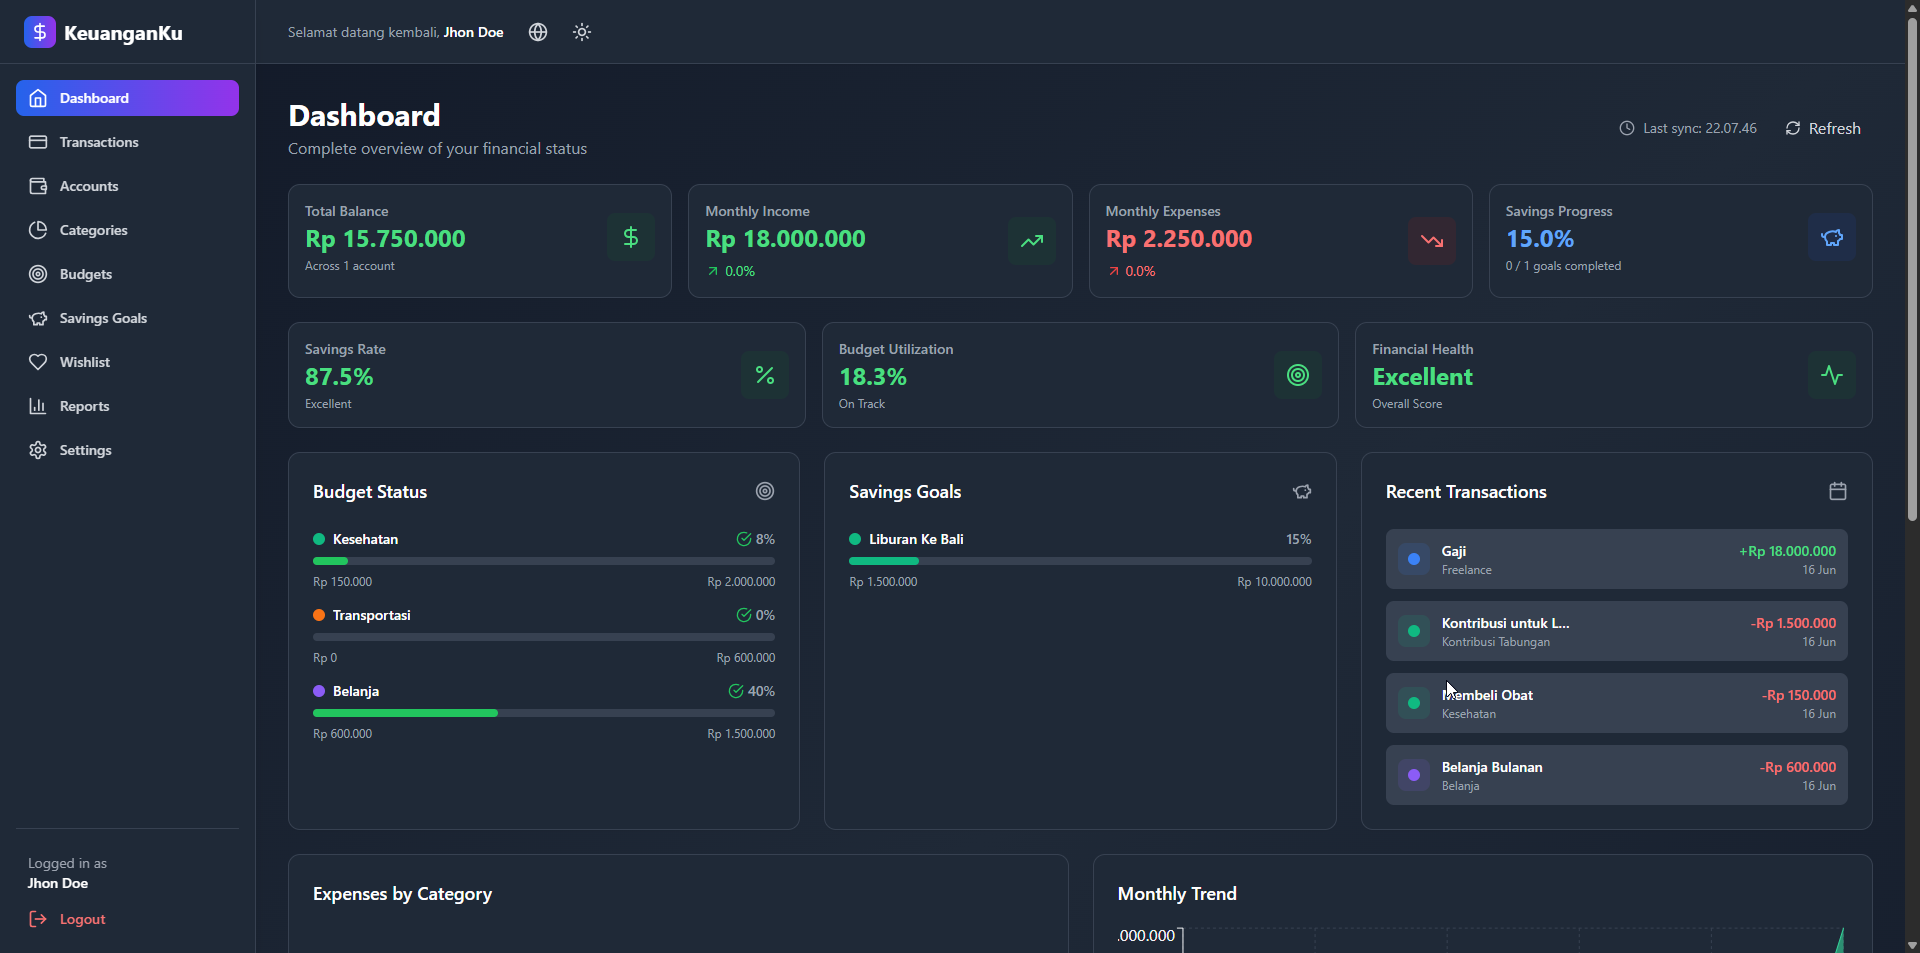 KeuanganKu
Dashboard
Transactions
Accounts
Categories
Budgets
Savings Goals
Wishlist
Reports
Settings
Logged in as
Jhon Doe
Logout
Selamat datang kembali, Jhon Doe
Dashboard
Complete overview of your financial status
Last sync: 22.07.46
Refresh
Total Balance
Rp 15.750.000
Across 1 account
Monthly Income
Rp 18.000.000
0.0%
Monthly Expenses
Rp 2.250.000
0.0%
Savings Progress
15.0%
0 / 1 goals completed
Savings Rate
87.5%
Excellent
Budget Utilization
18.3%
On Track
Financial Health
Excellent
Overall Score
Budget Status
Kesehatan 8%
Rp 150.000 Rp 2.000.000
Transportasi 0%
Rp 0 Rp 600.000
Belanja 40%
Rp 600.000 Rp 1.500.000
Savings Goals
Liburan Ke Bali 15%
Rp 1.500.000 Rp 10.000.000
Recent Transactions
Gaji +Rp 18.000.000
Freelance 16 Jun
Kontribusi untuk L... -Rp 1.500.000
Kontribusi Tabungan 16 Jun
Membeli Obat -Rp 150.000
Kesehatan 16 Jun
Belanja Bulanan -Rp 600.000
Belanja 16 Jun
Expenses by Category
Monthly Trend
.000.000